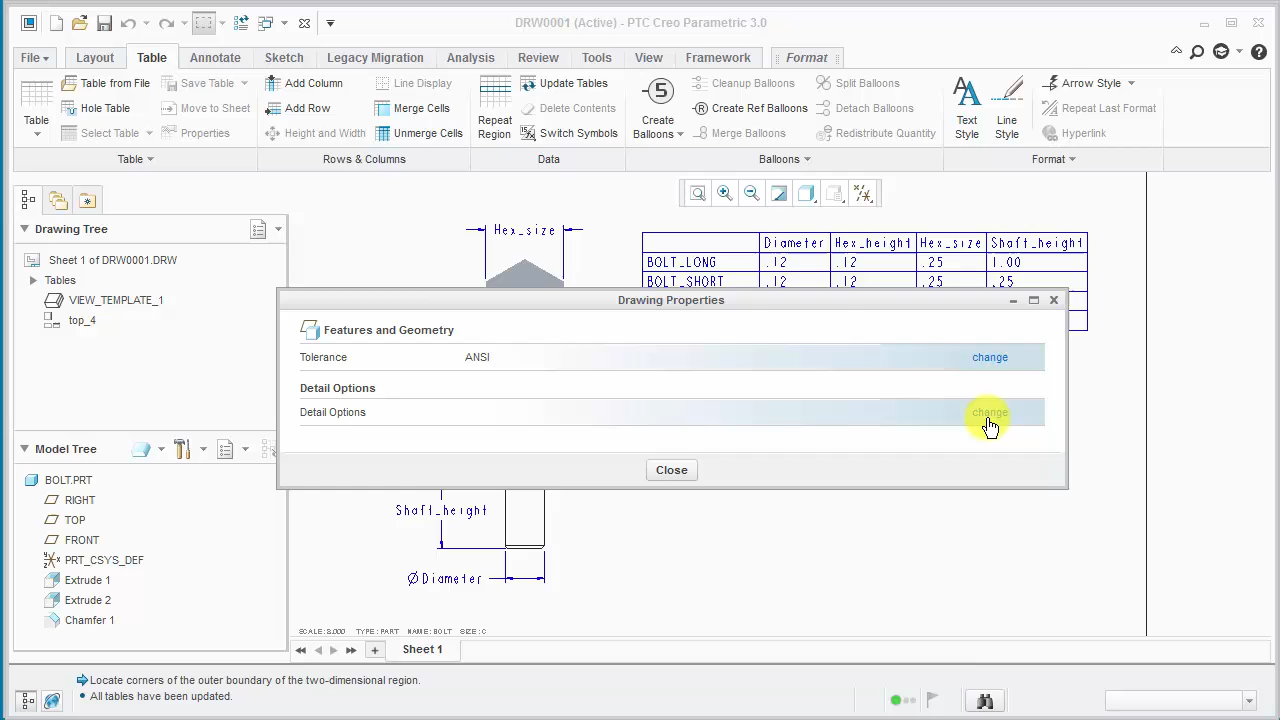 DRW0001 (Active) - PTC Creo Parametric 3.0
File Layout Table Annotate Sketch Legacy Migration Analysis Review Tools View Framework Format
Table
Table from File
Hole Table
Select Table
Save Table
Move to Sheet
Properties
Table
Add Column
Add Row
Height and Width
Line Display
Merge Cells
Unmerge Cells
Rows & Columns
Repeat Region
Update Tables
Delete Contents
Switch Symbols
Data
Create Balloons
Cleanup Balloons
Create Ref Balloons
Merge Balloons
Split Balloons
Detach Balloons
Redistribute Quantity
Balloons
Text Style
Line Style
Arrow Style
Repeat Last Format
Hyperlink
Format
Drawing Tree
Sheet 1 of DRW0001.DRW
Tables
VIEW_TEMPLATE_1
top_4
Hex_size
Diameter Hex_height Hex_size Shaft_height
BOLT_LONG .12 .12 .25 1.00
BOLT_SHORT .12 .12 .25 .25
Drawing Properties
Features and Geometry
Tolerance ANSI change
Detail Options
Detail Options change
Close
Model Tree
BOLT.PRT
RIGHT
TOP
FRONT
PRT_CSYS_DEF
Extrude 1
Extrude 2
Chamfer 1
Shaft_height
ØDiameter
SCALE:2.000 TYPE:PART NAME:BOLT SIZE:C
Sheet 1
Locate corners of the outer boundary of the two-dimensional region.
All tables have been updated.